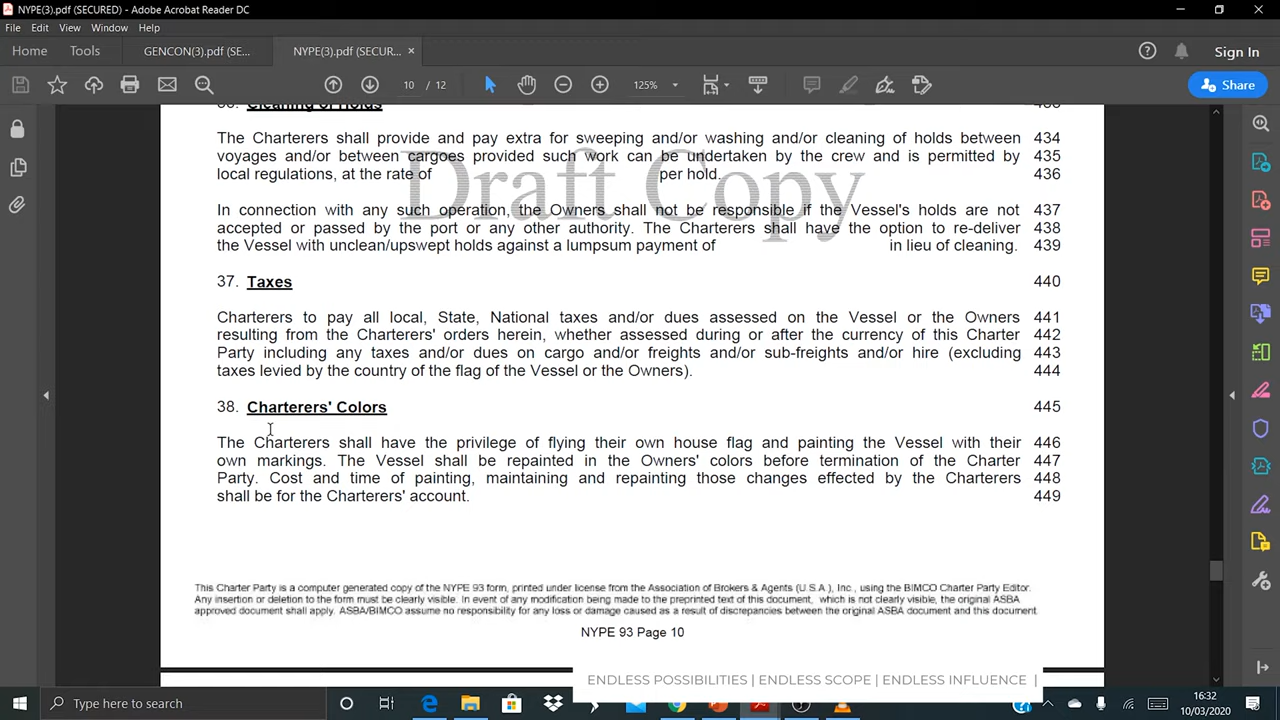 NYPE(3).pdf (SECURED) - Adobe Acrobat Reader DC
File Edit View Window Help
Home Tools GENCON(3).pdf (SE... NYPE(3).pdf (SECUR... × Sign In
10 / 12 125% Share
Cleaning of Holds
The Charterers shall provide and pay extra for sweeping and/or washing and/or cleaning of holds between 434
voyages and/or between cargoes provided such work can be undertaken by the crew and is permitted by 435
local regulations, at the rate of per hold. 436
Draft Copy
In connection with any such operation, the Owners shall not be responsible if the Vessel's holds are not 437
accepted or passed by the port or any other authority. The Charterers shall have the option to re-deliver 438
the Vessel with unclean/upswept holds against a lumpsum payment of in lieu of cleaning. 439
37. Taxes 440
Charterers to pay all local, State, National taxes and/or dues assessed on the Vessel or the Owners 441
resulting from the Charterers' orders herein, whether assessed during or after the currency of this Charter 442
Party including any taxes and/or dues on cargo and/or freights and/or sub-freights and/or hire (excluding 443
taxes levied by the country of the flag of the Vessel or the Owners). 444
38. Charterers' Colors 445
The Charterers shall have the privilege of flying their own house flag and painting the Vessel with their 446
own markings. The Vessel shall be repainted in the Owners' colors before termination of the Charter 447
Party. Cost and time of painting, maintaining and repainting those changes effected by the Charterers 448
shall be for the Charterers' account. 449
This Charter Party is a computer generated copy of the NYPE 93 form, printed under license from the Association of Brokers & Agents (U.S.A.), Inc., using the BIMCO Charter Party Editor.
Any insertion or deletion to the form must be clearly visible. In event of any modification being made to the preprinted text of this document, which is not clearly visible, the original ASBA
approved document shall apply. ASBA/BIMCO assume no responsibility for any loss or damage caused as a result of discrepancies between the original ASBA document and this document
NYPE 93 Page 10
ENDLESS POSSIBILITIES | ENDLESS SCOPE | ENDLESS INFLUENCE |
Type here to search
16:32
10/03/2020